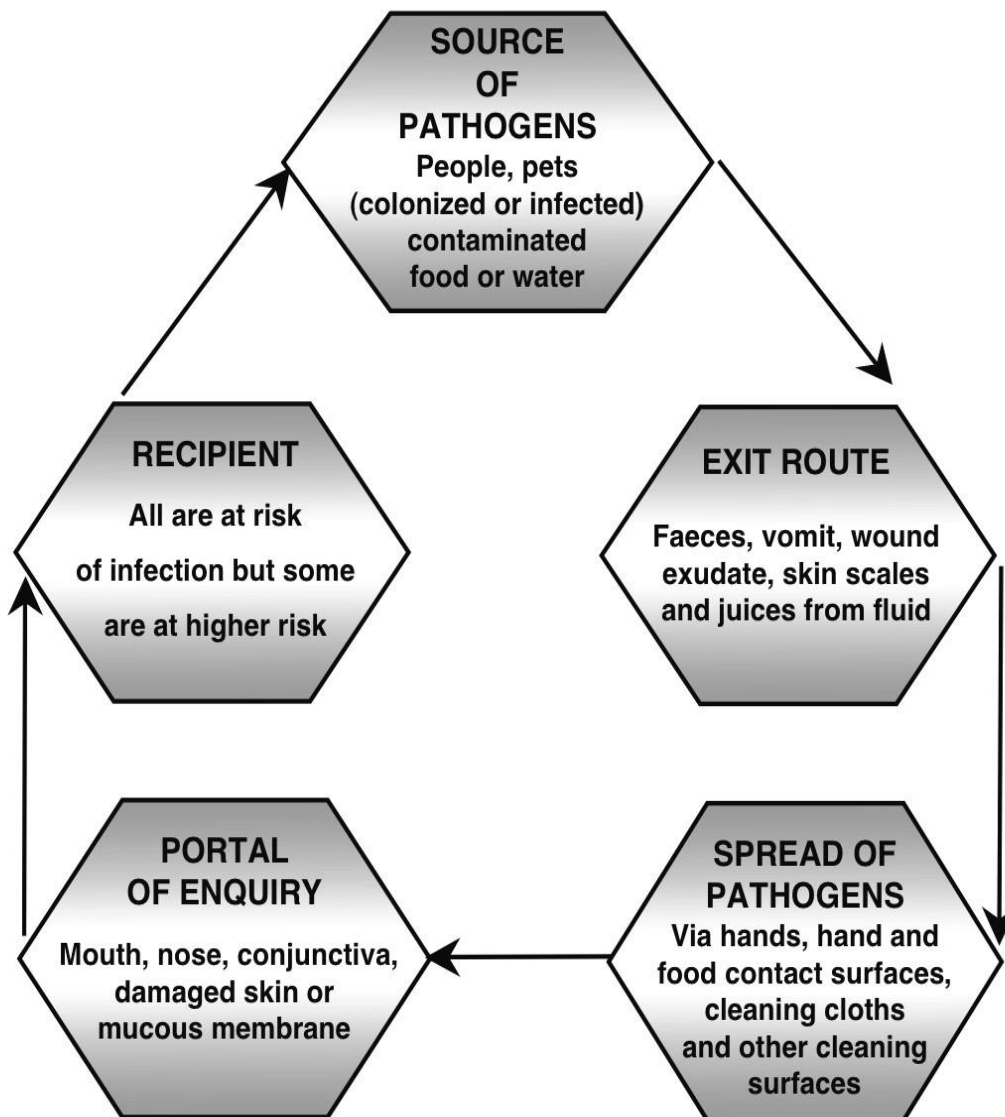 SOURCE
OF
PATHOGENS
People, pets
(colonized or infected)
contaminated
food or water
EXIT ROUTE
Faeces, vomit, wound
exudate, skin scales
and juices from fluid
SPREAD OF
PATHOGENS
Via hands, hand and
food contact surfaces,
cleaning cloths
and other cleaning
surfaces
PORTAL
OF ENQUIRY
Mouth, nose, conjunctiva,
damaged skin or
mucous membrane
RECIPIENT
All are at risk
of infection but some
are at higher risk